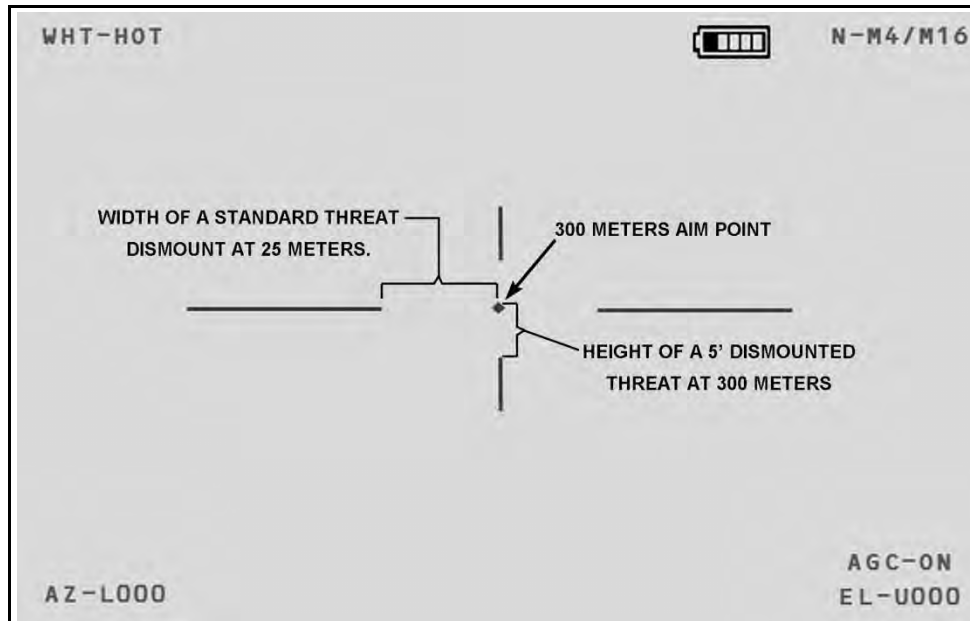 WHT-HOT
N-M4/M16
WIDTH OF A STANDARD THREAT
DISMOUNT AT 25 METERS.
300 METERS AIM POINT
HEIGHT OF A 5' DISMOUNTED
THREAT AT 300 METERS
AGC-ON
AZ-L000
EL-U000